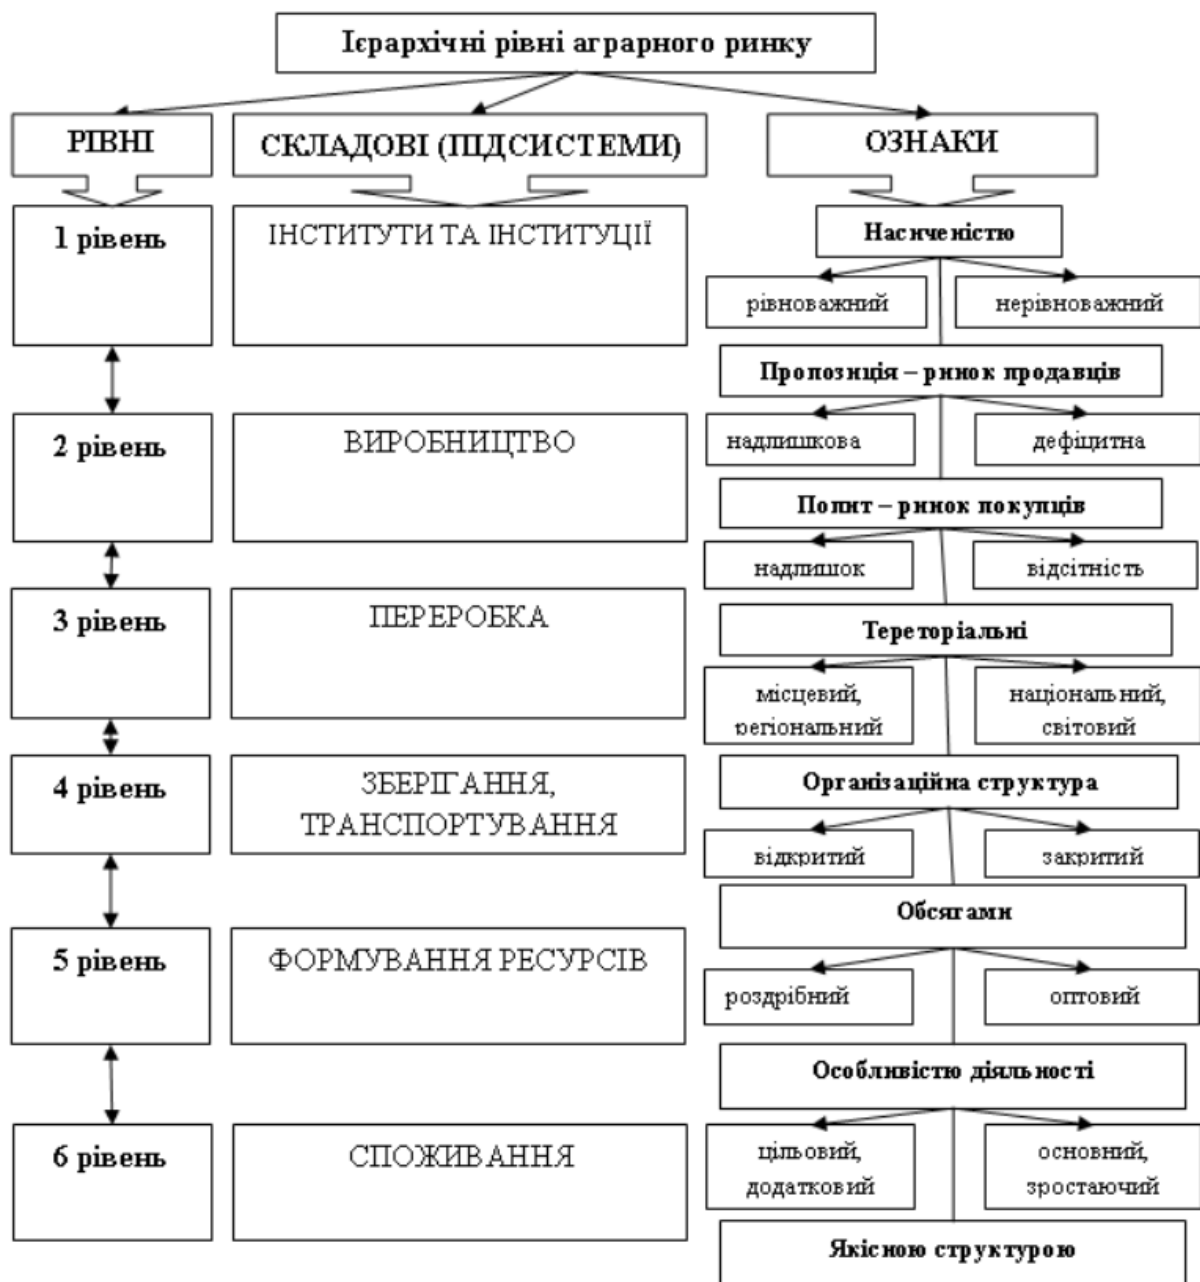 Ієрархічні рівні аграрного ринку
РІВНІ
СКЛАДОВІ (ПІДСИСТЕМИ)
ОЗНАКИ
1 рівень
ІНСТИТУТИ ТА ІНСТИТУЦІЇ
Насиченістю
рівноважний
нерівноважний
Пропозиція – ринок продавців
2 рівень
ВИРОБНИЦТВО
надлишкова
дефіцитна
Попит – ринок покупців
надлишок
відсітність
3 рівень
ПЕРЕРОБКА
Тереторіальні
місцевий,
регіональний
національний,
світовий
4 рівень
ЗБЕРІГАННЯ,
ТРАНСПОРТУВАННЯ
Організаційна структура
відкритий
закритий
Обсягами
5 рівень
ФОРМУВАННЯ РЕСУРСІВ
роздрібний
оптовий
Особливістю діяльності
6 рівень
СПОЖИВАННЯ
цільовий,
додатковий
основний,
зростаючий
Якісною структурою